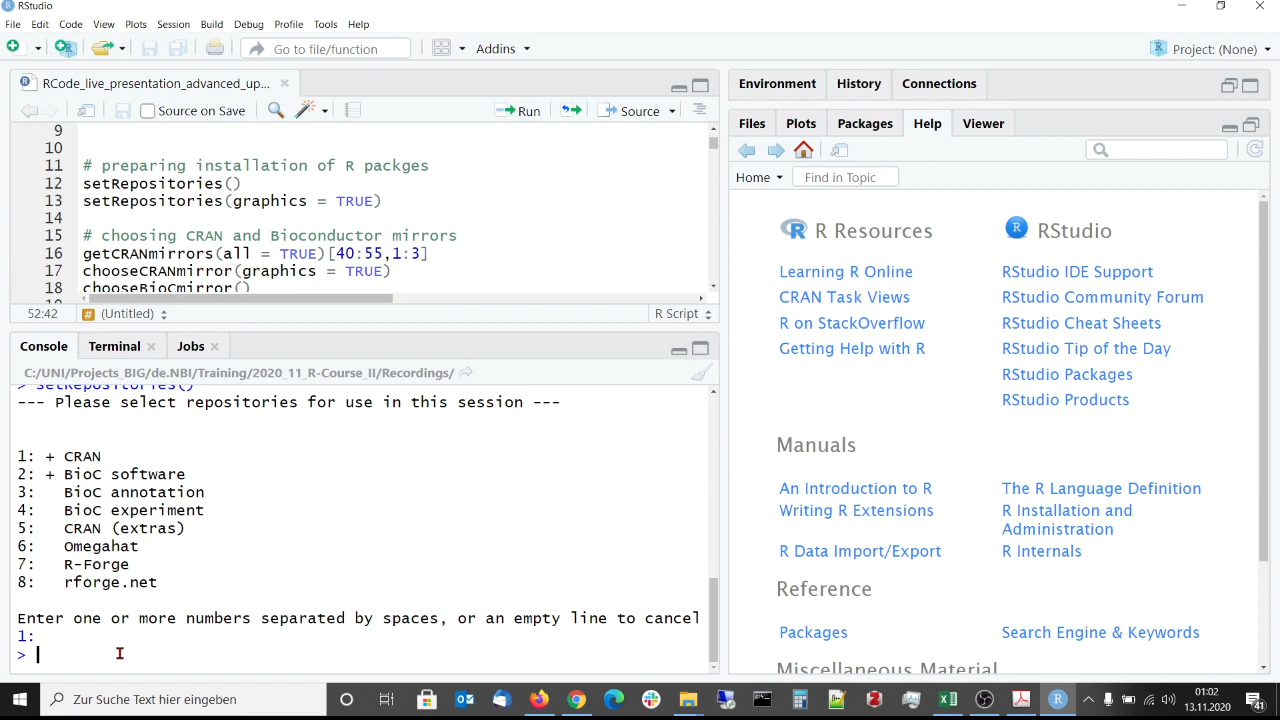 RStudio
File Edit Code View Plots Session Build Debug Profile Tools Help
Go to file/function Addins Project: (None)
RCode_live_presentation_advanced_up...
Source on Save Run Source
9
10
11 # preparing installation of R packges
12 setRepositories()
13 setRepositories(graphics = TRUE)
14
15 # choosing CRAN and Bioconductor mirrors
16 getCRANmirrors(all = TRUE)[40:55,1:3]
17 chooseCRANmirror(graphics = TRUE)
18 chooseBioCmirror()
52:42 # (Untitled) R Script
Console Terminal Jobs
C:/UNI/Projects_BIG/de.NBI/Training/2020_11_R-Course_II/Recordings/
> setRepositories()
--- Please select repositories for use in this session ---
1: + CRAN
2: + BioC software
3: BioC annotation
4: BioC experiment
5: CRAN (extras)
6: Omegahat
7: R-Forge
8: rforge.net
Enter one or more numbers separated by spaces, or an empty line to cancel
1:
>
Environment History Connections
Files Plots Packages Help Viewer
Home Find in Topic
R Resources
Learning R Online
CRAN Task Views
R on StackOverflow
Getting Help with R
RStudio
RStudio IDE Support
RStudio Community Forum
RStudio Cheat Sheets
RStudio Tip of the Day
RStudio Packages
RStudio Products
Manuals
An Introduction to R
Writing R Extensions
R Data Import/Export
The R Language Definition
R Installation and
Administration
R Internals
Reference
Packages
Search Engine & Keywords
Miscellaneous Material
Zur Suche Text hier eingeben
01:02
13.11.2020
41